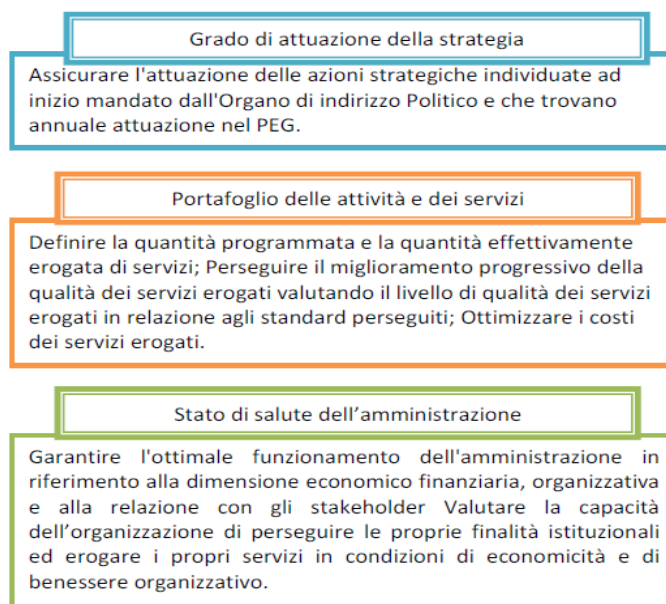 Grado di attuazione della strategia
Assicurare l'attuazione delle azioni strategiche individuate ad
inizio mandato dall'Organo di indirizzo Politico e che trovano
annuale attuazione nel PEG.
Portafoglio delle attività e dei servizi
Definire la quantità programmata e la quantità effettivamente
erogata di servizi; Perseguire il miglioramento progressivo della
qualità dei servizi erogati valutando il livello di qualità dei servizi
erogati in relazione agli standard perseguiti; Ottimizzare i costi
dei servizi erogati.
Stato di salute dell’amministrazione
Garantire l'ottimale funzionamento dell'amministrazione in
riferimento alla dimensione economico finanziaria, organizzativa
e alla relazione con gli stakeholder Valutare la capacità
dell’organizzazione di perseguire le proprie finalità istituzionali
ed erogare i propri servizi in condizioni di economicità e di
benessere organizzativo.